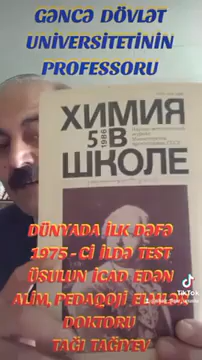 GƏNCƏ DÖVLƏT
UNİVERSİTETİNİN
PROFESSORU
ХИМИЯ
5 1986 В
ШКОЛЕ
DÜNYADA İLK DƏFƏ
1975 - Cİ İLDƏ TEST
ÜSULUN İCAD EDƏN
ALİM, PEDAQOJİ ELMLƏR
DOKTORU
TAĞI TAĞIYEV
TikTok